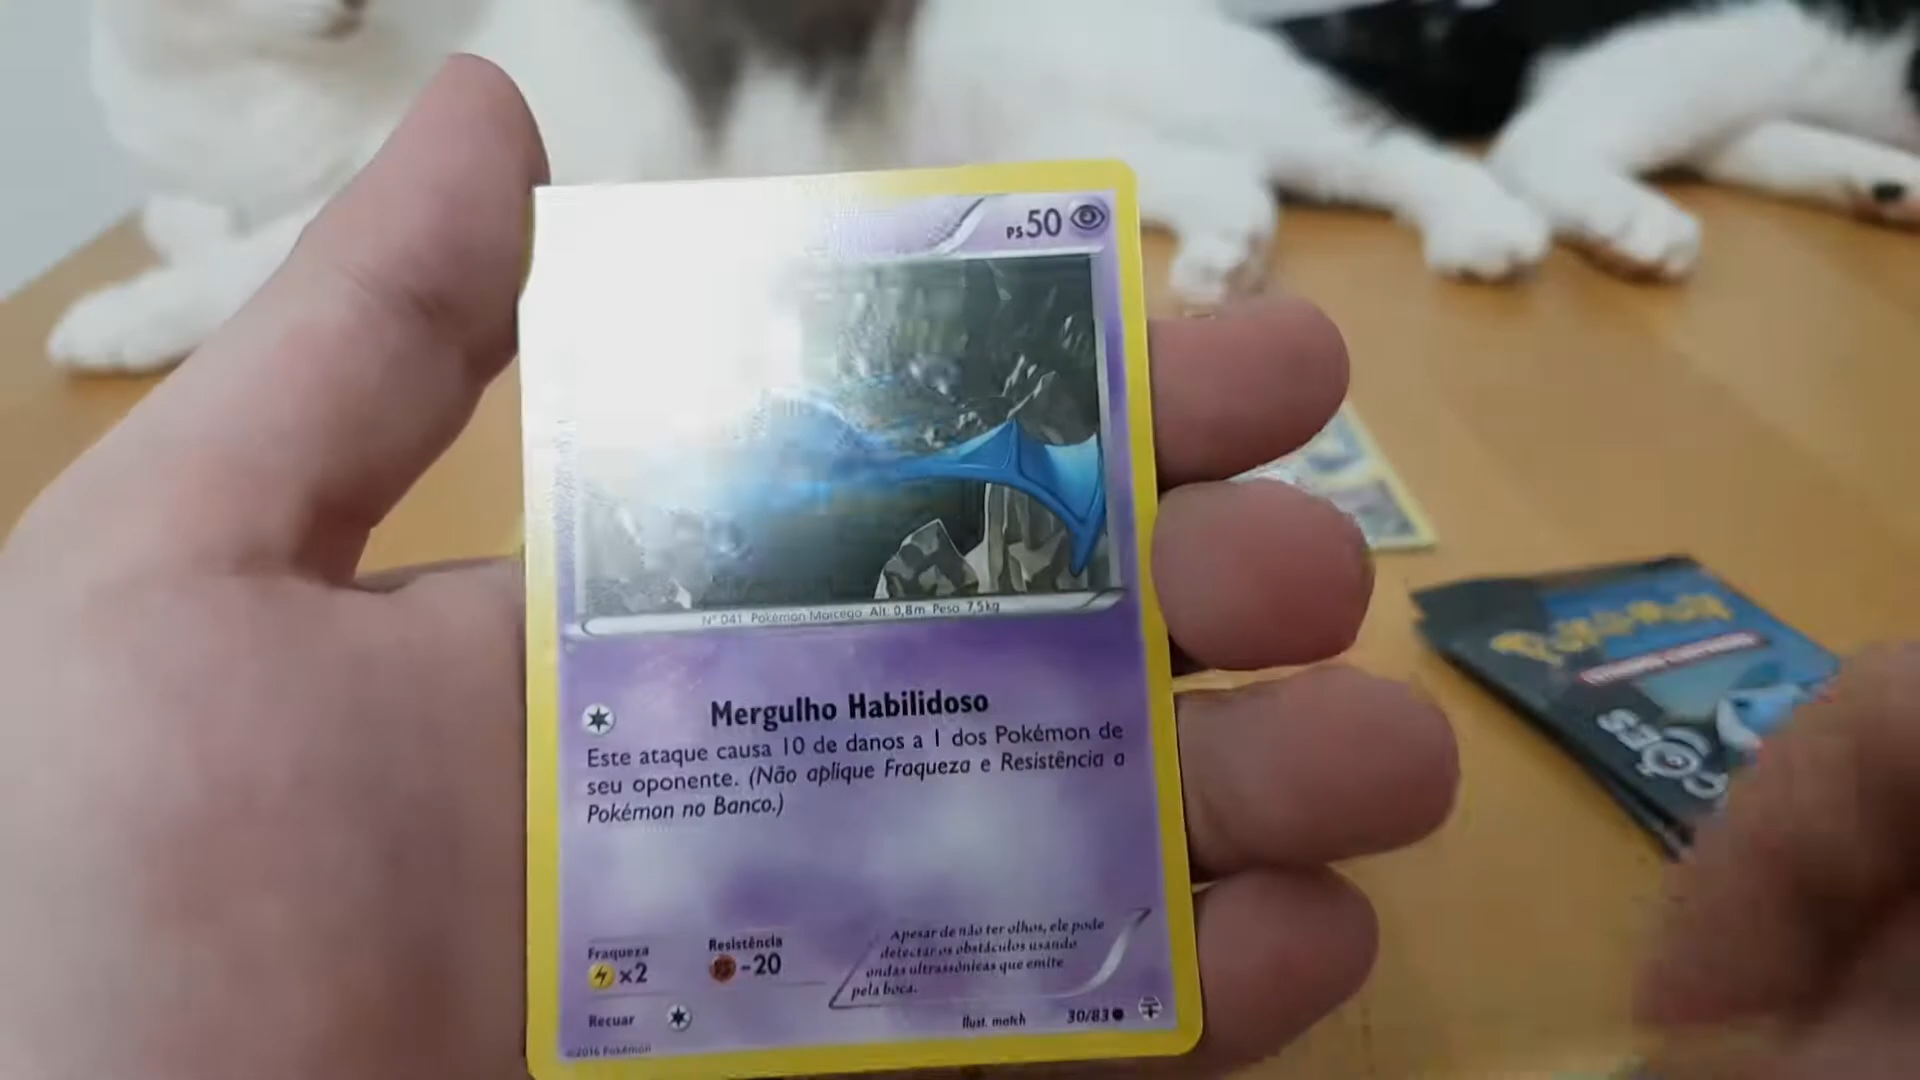 PS50
Nº 041 Pokémon Morcego Alt: 0,8m Peso 7,5kg
Mergulho Habilidoso
Este ataque causa 10 de danos a 1 dos Pokémon de
seu oponente. (Não aplique Fraqueza e Resistência a
Pokémon no Banco.)
Fraqueza
x2
Resistência
-20
Apesar de não ter olhos, ele pode
detectar os obstáculos usando
ondas ultrassônicas que emite
pela boca.
Recuar
Ilust. match
30/83
©2016 Pokémon
POKéMON